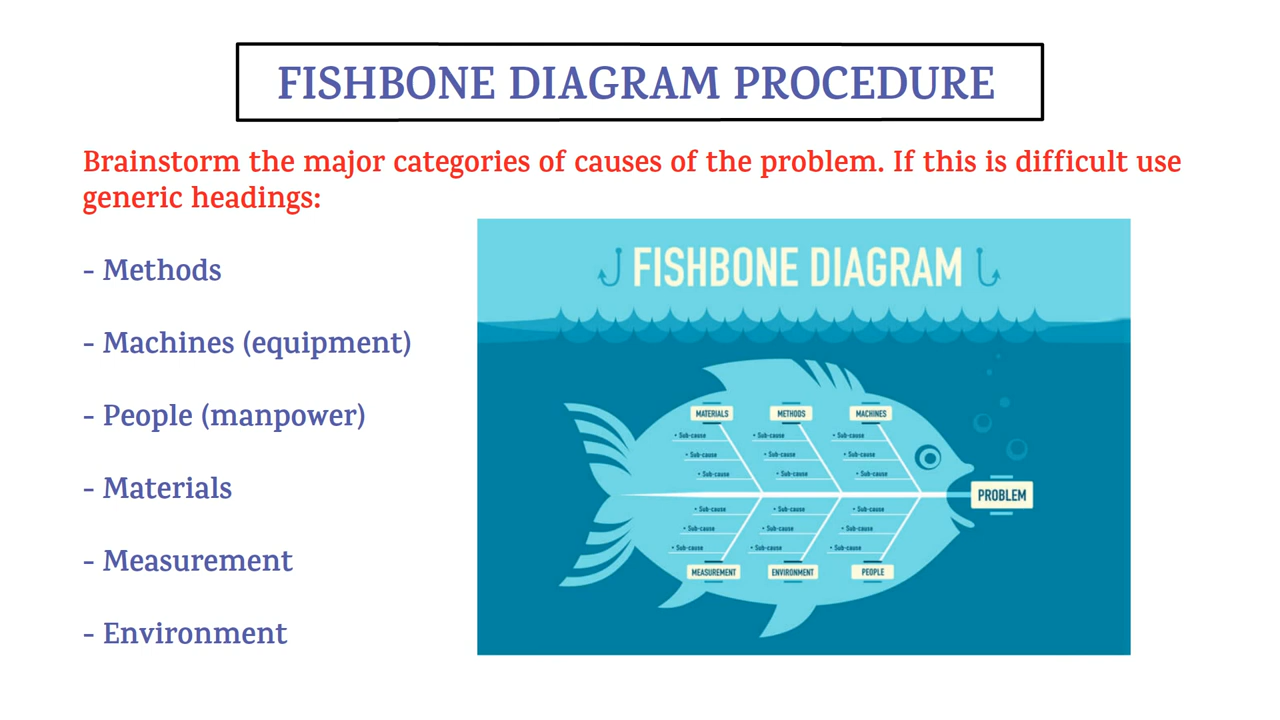 FISHBONE DIAGRAM PROCEDURE
Brainstorm the major categories of causes of the problem. If this is difficult use
generic headings:
- Methods
- Machines (equipment)
- People (manpower)
- Materials
- Measurement
- Environment
FISHBONE DIAGRAM
MATERIALS METHODS MACHINES
• Sub-cause • Sub-cause • Sub-cause
• Sub-cause • Sub-cause • Sub-cause
• Sub-cause • Sub-cause • Sub-cause
PROBLEM
• Sub-cause • Sub-cause • Sub-cause
• Sub-cause • Sub-cause • Sub-cause
• Sub-cause • Sub-cause • Sub-cause
MEASUREMENT ENVIRONMENT PEOPLE